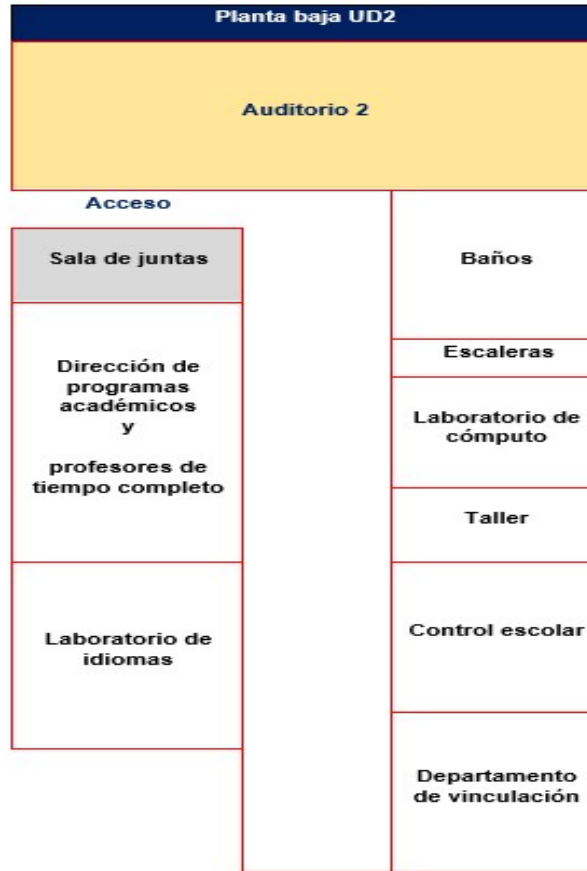 Planta baja UD2
Auditorio 2
Acceso
Sala de juntas
Dirección de
programas
académicos
y
profesores de
tiempo completo
Laboratorio de
idiomas
Baños
Escaleras
Laboratorio de
cómputo
Taller
Control escolar
Departamento
de vinculación